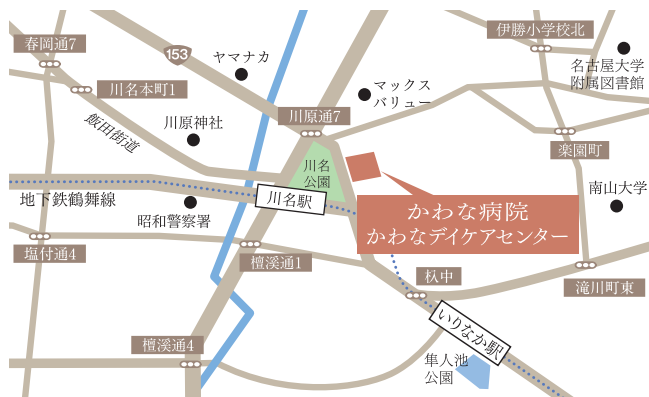 春岡通7
153
ヤマナカ
伊勝小学校北
名古屋大学
附属図書館
川名本町1
マックス
バリュー
飯田街道
川原神社
川原通7
楽園町
川名
公園
南山大学
地下鉄鶴舞線
川名駅
かわな病院
かわなデイケアセンター
昭和警察署
塩付通4
檀溪通1
杁中
滝川町東
いりなか駅
檀溪通4
隼人池
公園